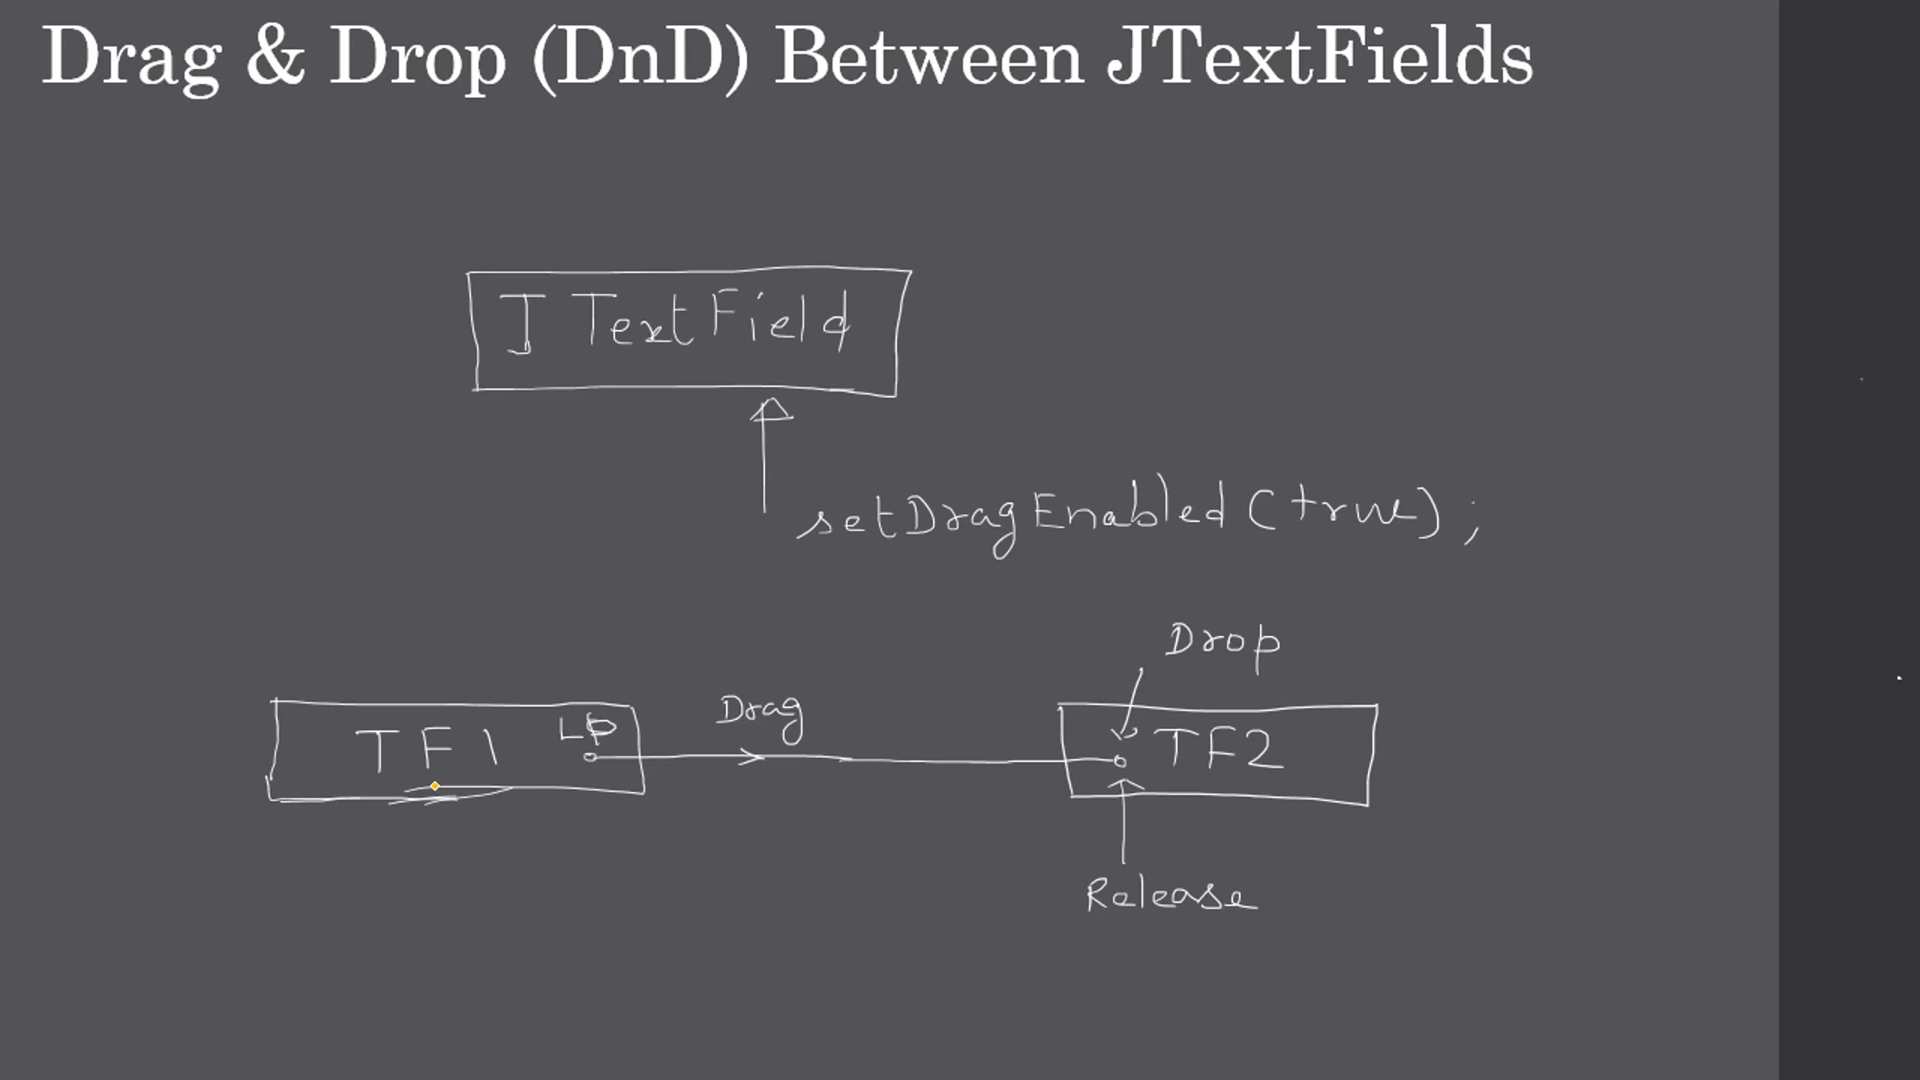 Drag & Drop (DnD) Between JTextFields
JTextField
setDragEnabled(true);
Drop
Drag
TF1 LP
TF2
Release